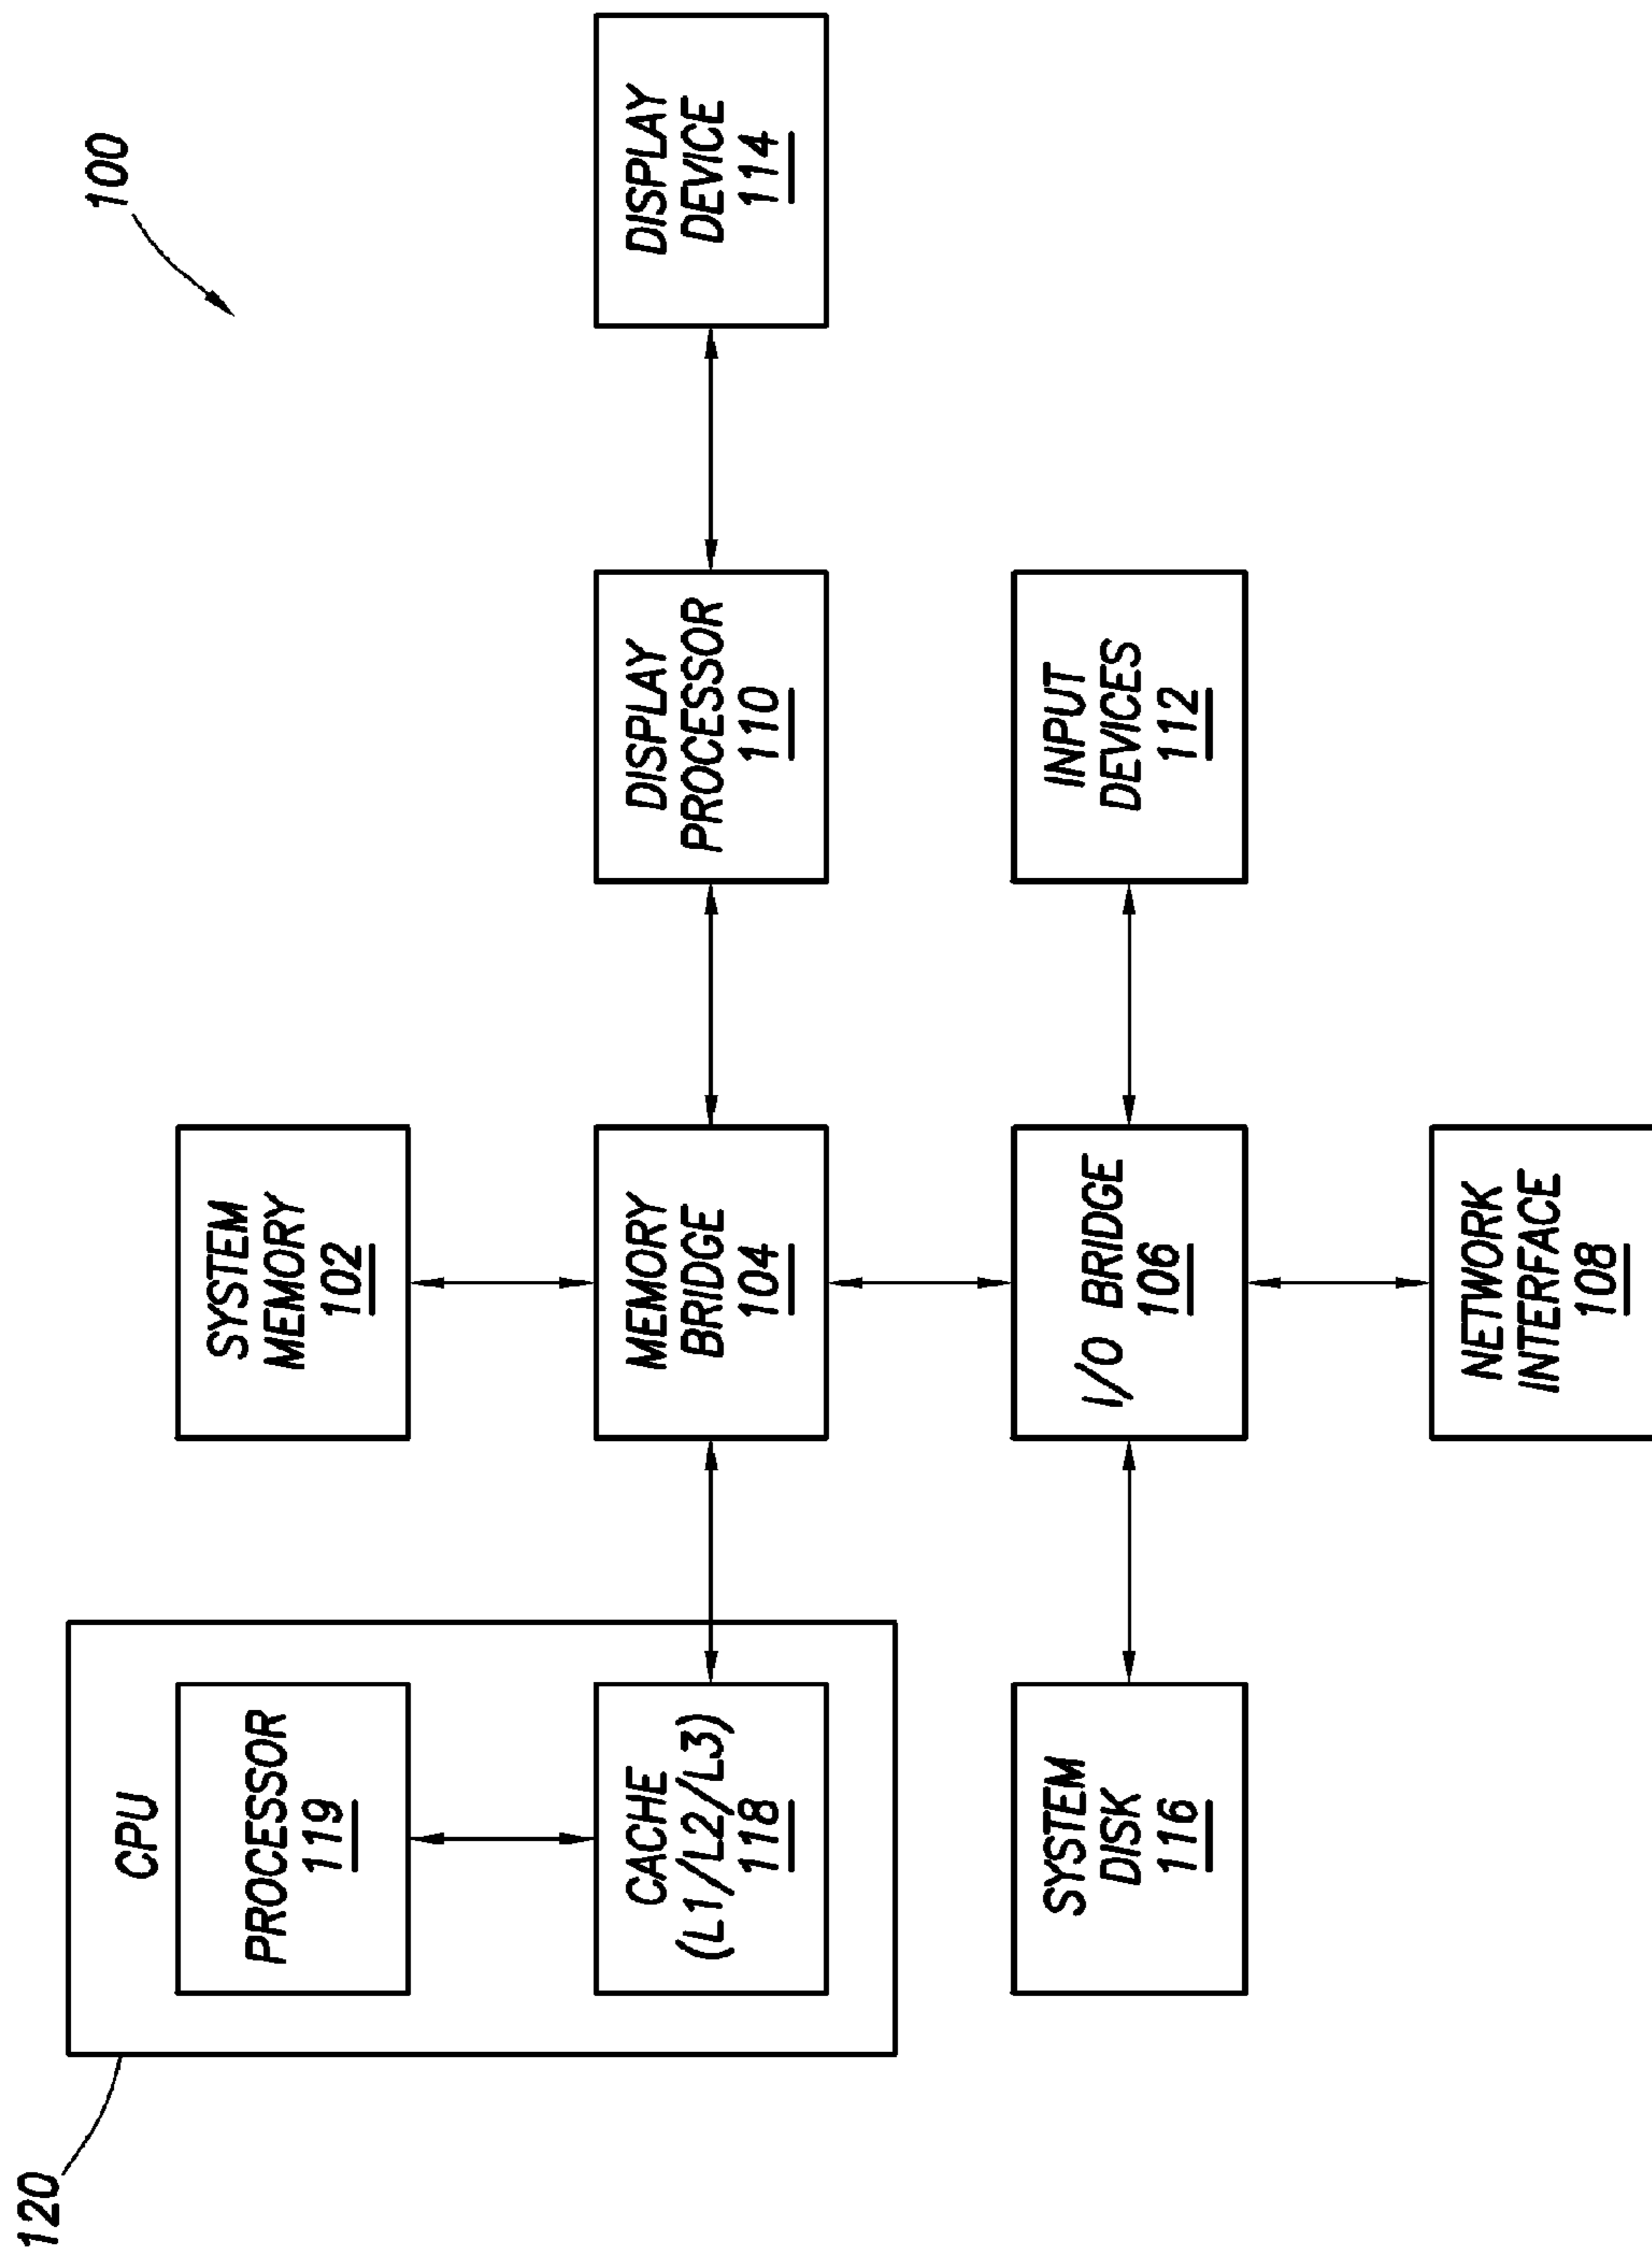 100
120
CPU
PROCESSOR
119
SYSTEM
MEMORY
102
CACHE
(L1/L2/L3)
118
MEMORY
BRIDGE
104
DISPLAY
PROCESSOR
110
DISPLAY
DEVICE
114
SYSTEM
DISK
116
I/O BRIDGE
106
INPUT
DEVICES
112
NETWORK
INTERFACE
108